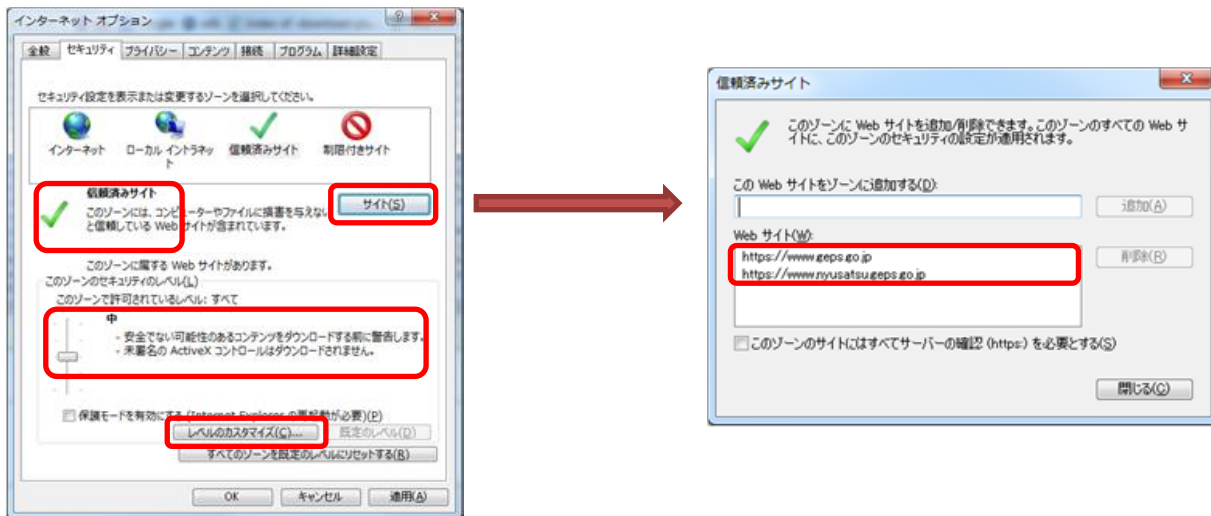 インターネット オプション
全般
セキュリティ
プライバシー
コンテンツ
接続
プログラム
詳細設定
セキュリティ設定を表示または変更するゾーンを選択してください。
インターネット
ローカル イントラネッ
ト
信頼済みサイト
制限付きサイト
信頼済みサイト
サイト(S)
このゾーンには、コンピューターやファイルに損害を与えない
と信頼している Web サイトが含まれています。
このゾーンに属する Web サイトがあります。
このゾーンのセキュリティのレベル(L)
このゾーンで許可されているレベル: すべて
中
- 安全でない可能性のあるコンテンツをダウンロードする前に警告します。
- 未署名の ActiveX コントロールはダウンロードされません。
保護モードを有効にする (Internet Explorer の再起動が必要)(P)
レベルのカスタマイズ(C)...
既定のレベル(D)
すべてのゾーンを既定のレベルにリセットする(R)
OK
キャンセル
適用(A)
信頼済みサイト
このゾーンに Web サイトを追加/削除できます。このゾーンのすべての Web サ
イトに、このゾーンのセキュリティの設定が適用されます。
この Web サイトをゾーンに追加する(D):
追加(A)
Web サイト(W):
https://www.geps.go.jp
https://www.nyusatsu.geps.go.jp
削除(R)
このゾーンのサイトにはすべてサーバーの確認 (https:) を必要とする(S)
閉じる(C)